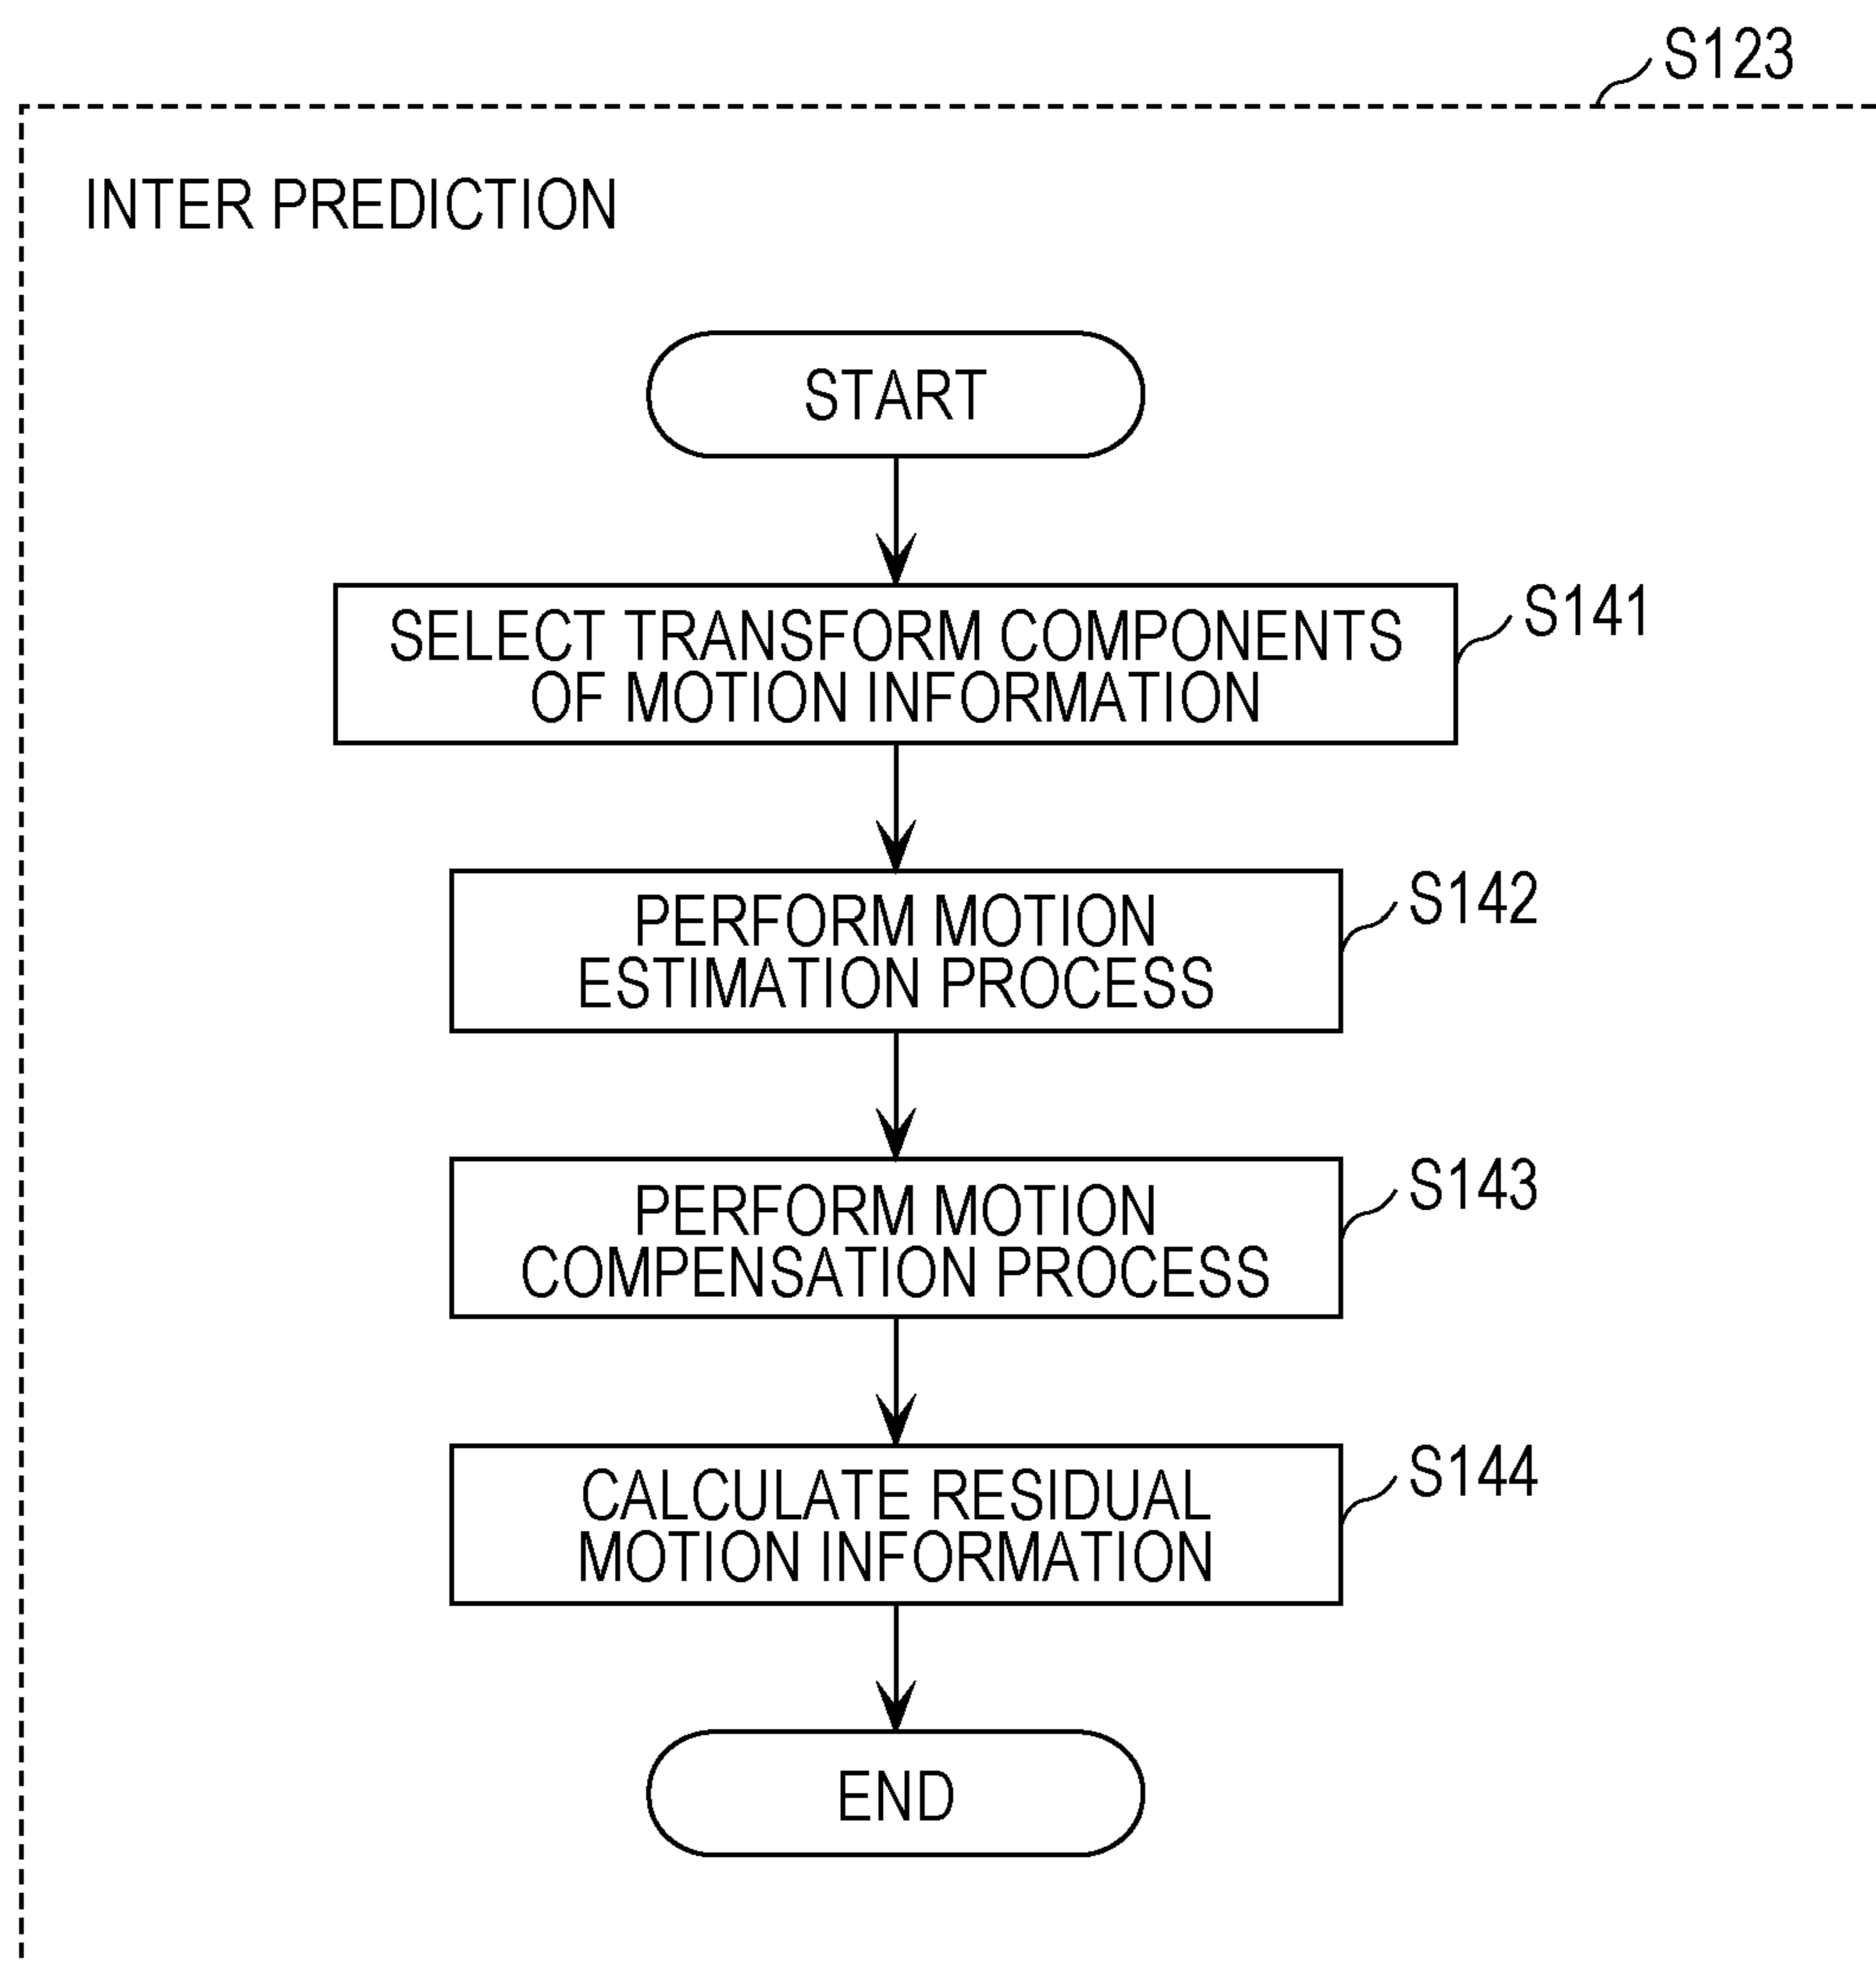 S123
INTER PREDICTION
START
SELECT TRANSFORM COMPONENTS
OF MOTION INFORMATION
S141
PERFORM MOTION
ESTIMATION PROCESS
S142
PERFORM MOTION
COMPENSATION PROCESS
S143
CALCULATE RESIDUAL
MOTION INFORMATION
S144
END